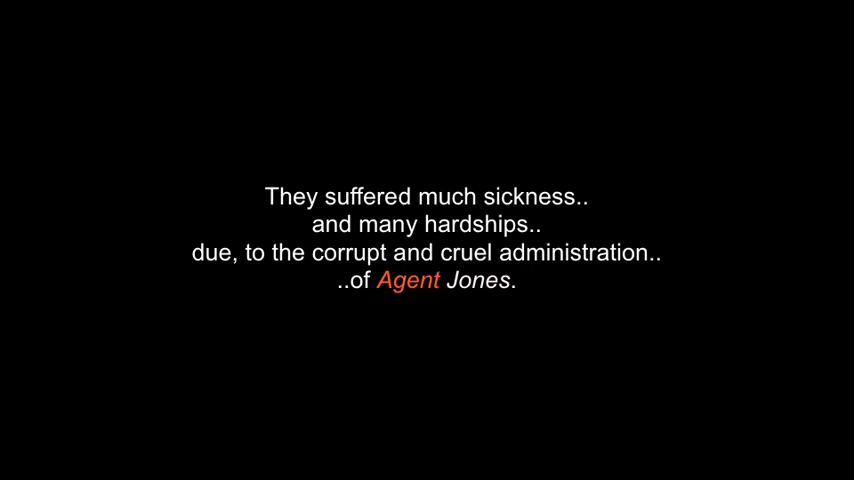 They suffered much sickness..
and many hardships..
due, to the corrupt and cruel administration..
..of Agent Jones.